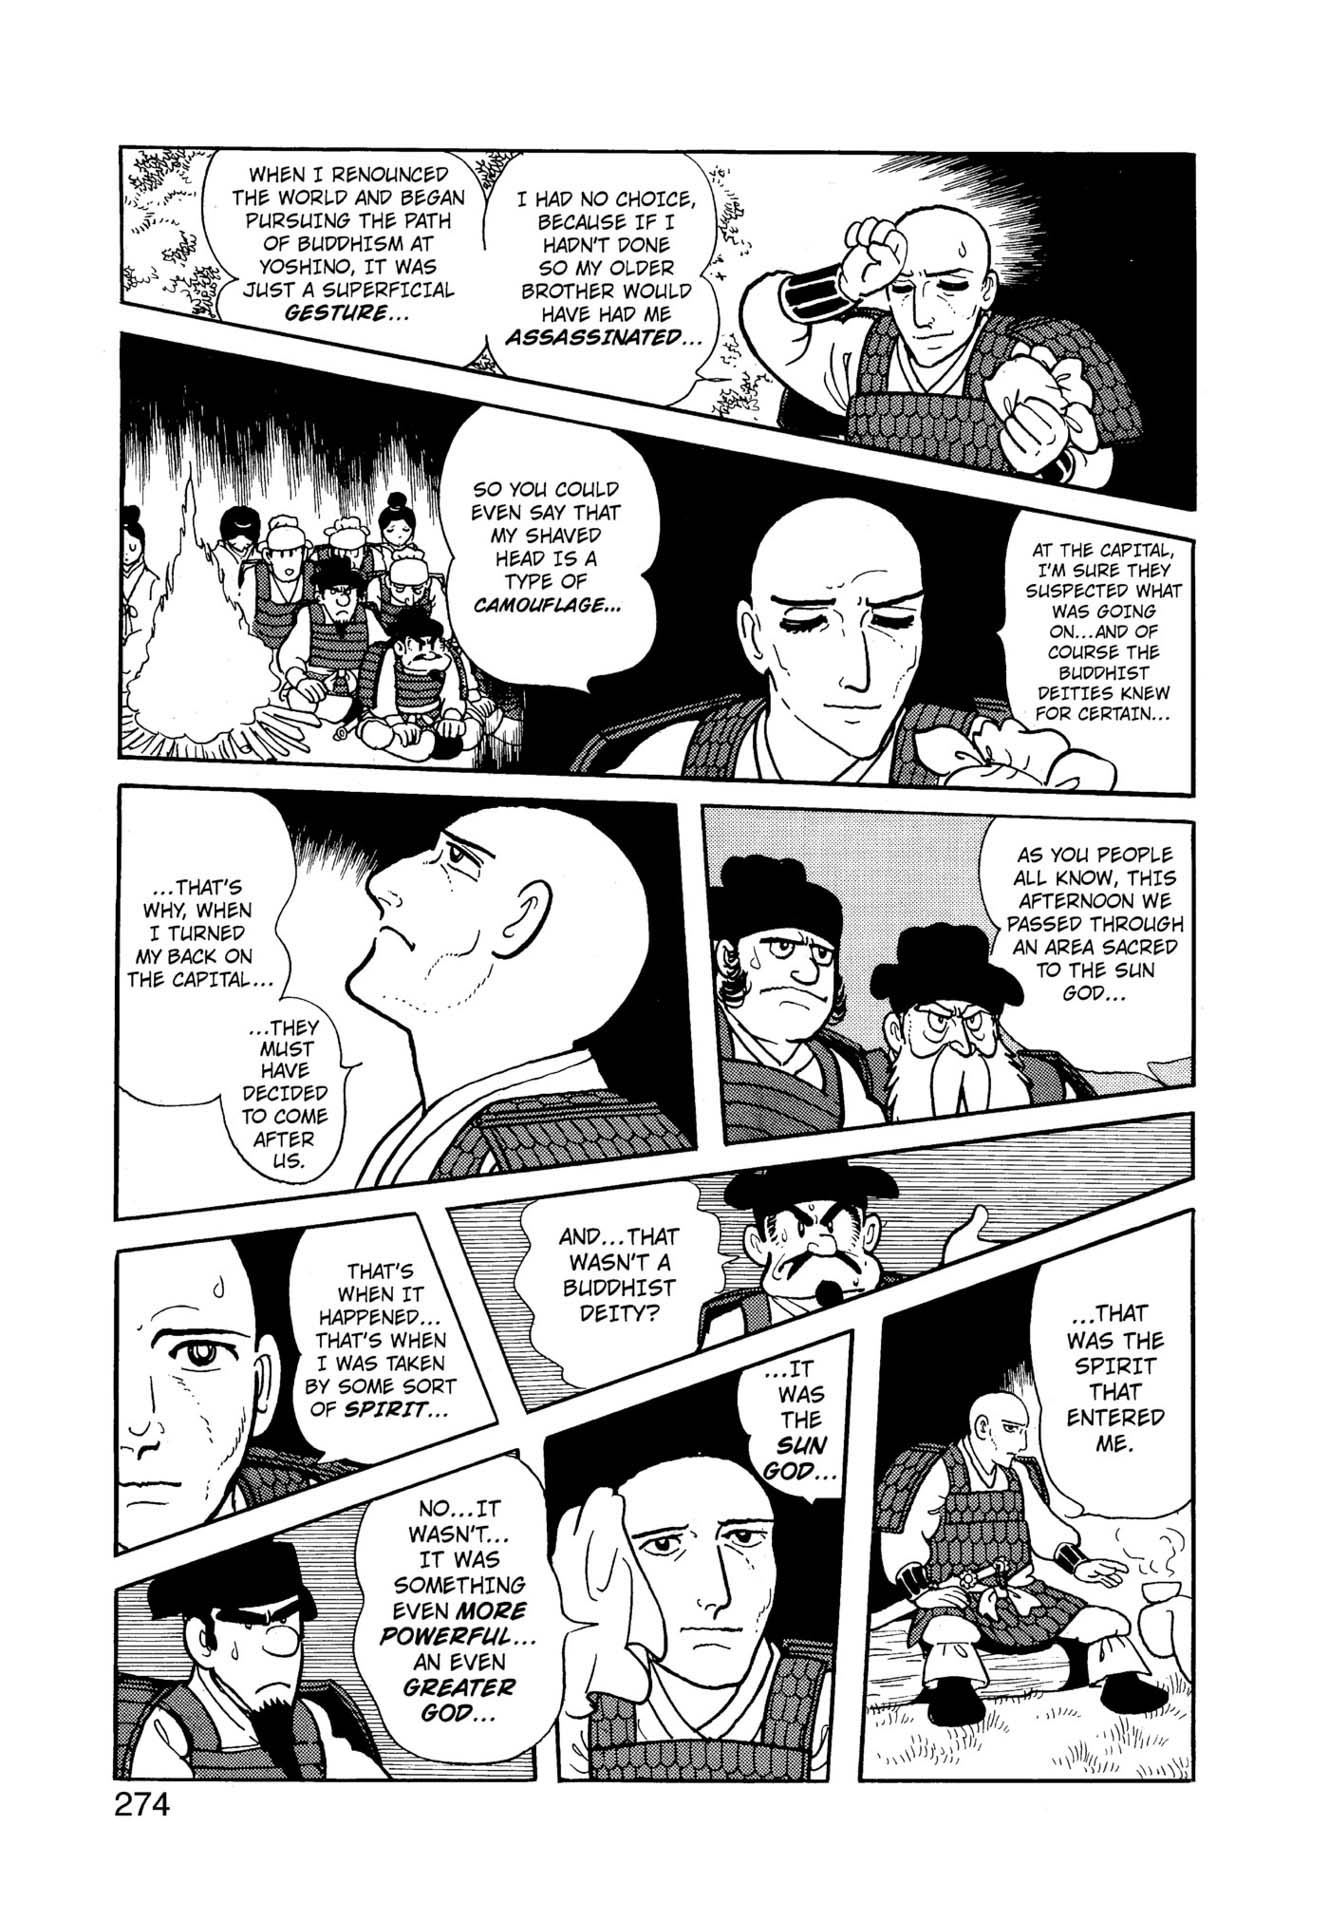 WHEN I RENOUNCED
THE WORLD AND BEGAN
PURSUING THE PATH
OF BUDDHISM AT
YOSHINO, IT WAS
JUST A SUPERFICIAL
GESTURE...
I HAD NO CHOICE,
BECAUSE IF I
HADN'T DONE
SO MY OLDER
BROTHER WOULD
HAVE HAD ME
ASSASSINATED...
SO YOU COULD
EVEN SAY THAT
MY SHAVED
HEAD IS A
TYPE OF
CAMOUFLAGE...
AT THE CAPITAL,
I'M SURE THEY
SUSPECTED WHAT
WAS GOING
ON...AND OF
COURSE THE
BUDDHIST
DEITIES KNEW
FOR CERTAIN...
...THAT'S
WHY, WHEN
I TURNED
MY BACK ON
THE CAPITAL...
...THEY
MUST
HAVE
DECIDED
TO COME
AFTER
US.
AS YOU PEOPLE
ALL KNOW, THIS
AFTERNOON WE
PASSED THROUGH
AN AREA SACRED
TO THE SUN
GOD...
THAT'S
WHEN IT
HAPPENED...
THAT'S WHEN
I WAS TAKEN
BY SOME SORT
OF SPIRIT...
AND...THAT
WASN'T A
BUDDHIST
DEITY?
NO...IT
WASN'T...
IT WAS
SOMETHING
EVEN MORE
POWERFUL...
AN EVEN
GREATER
GOD...
...IT
WAS
THE
SUN
GOD...
...THAT
WAS THE
SPIRIT
THAT
ENTERED
ME.
274